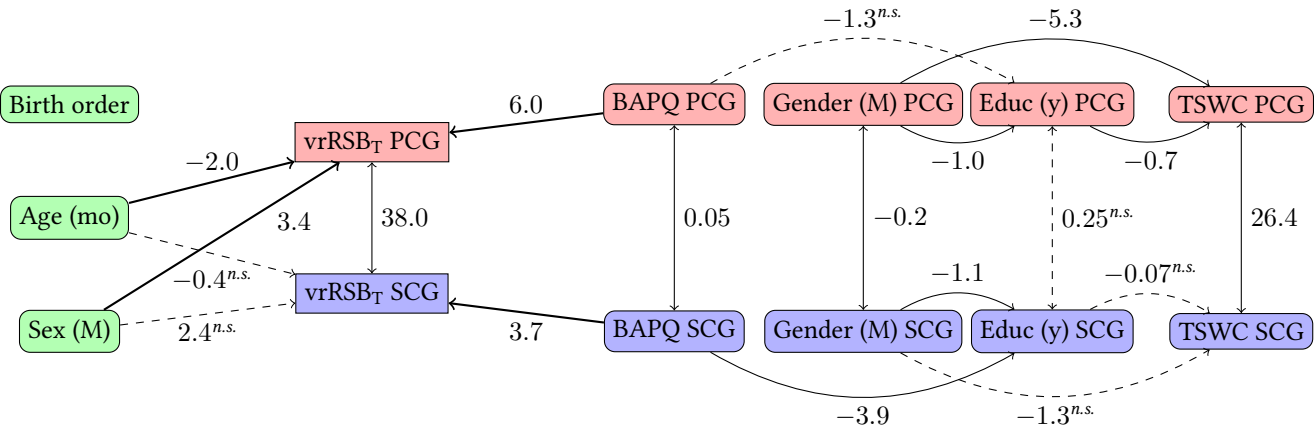 −1.3n.s.
−5.3
Birth order
BAPQ PCG
Gender (M) PCG
Educ (y) PCG
TSWC PCG
6.0
vrRSBT PCG
−2.0
−1.0
−0.7
Age (mo)
3.4
38.0
0.05
−0.2
0.25n.s.
26.4
−0.4n.s.
−1.1
−0.07n.s.
vrRSBT SCG
Sex (M)
2.4n.s.
3.7
BAPQ SCG
Gender (M) SCG
Educ (y) SCG
TSWC SCG
−3.9
−1.3n.s.